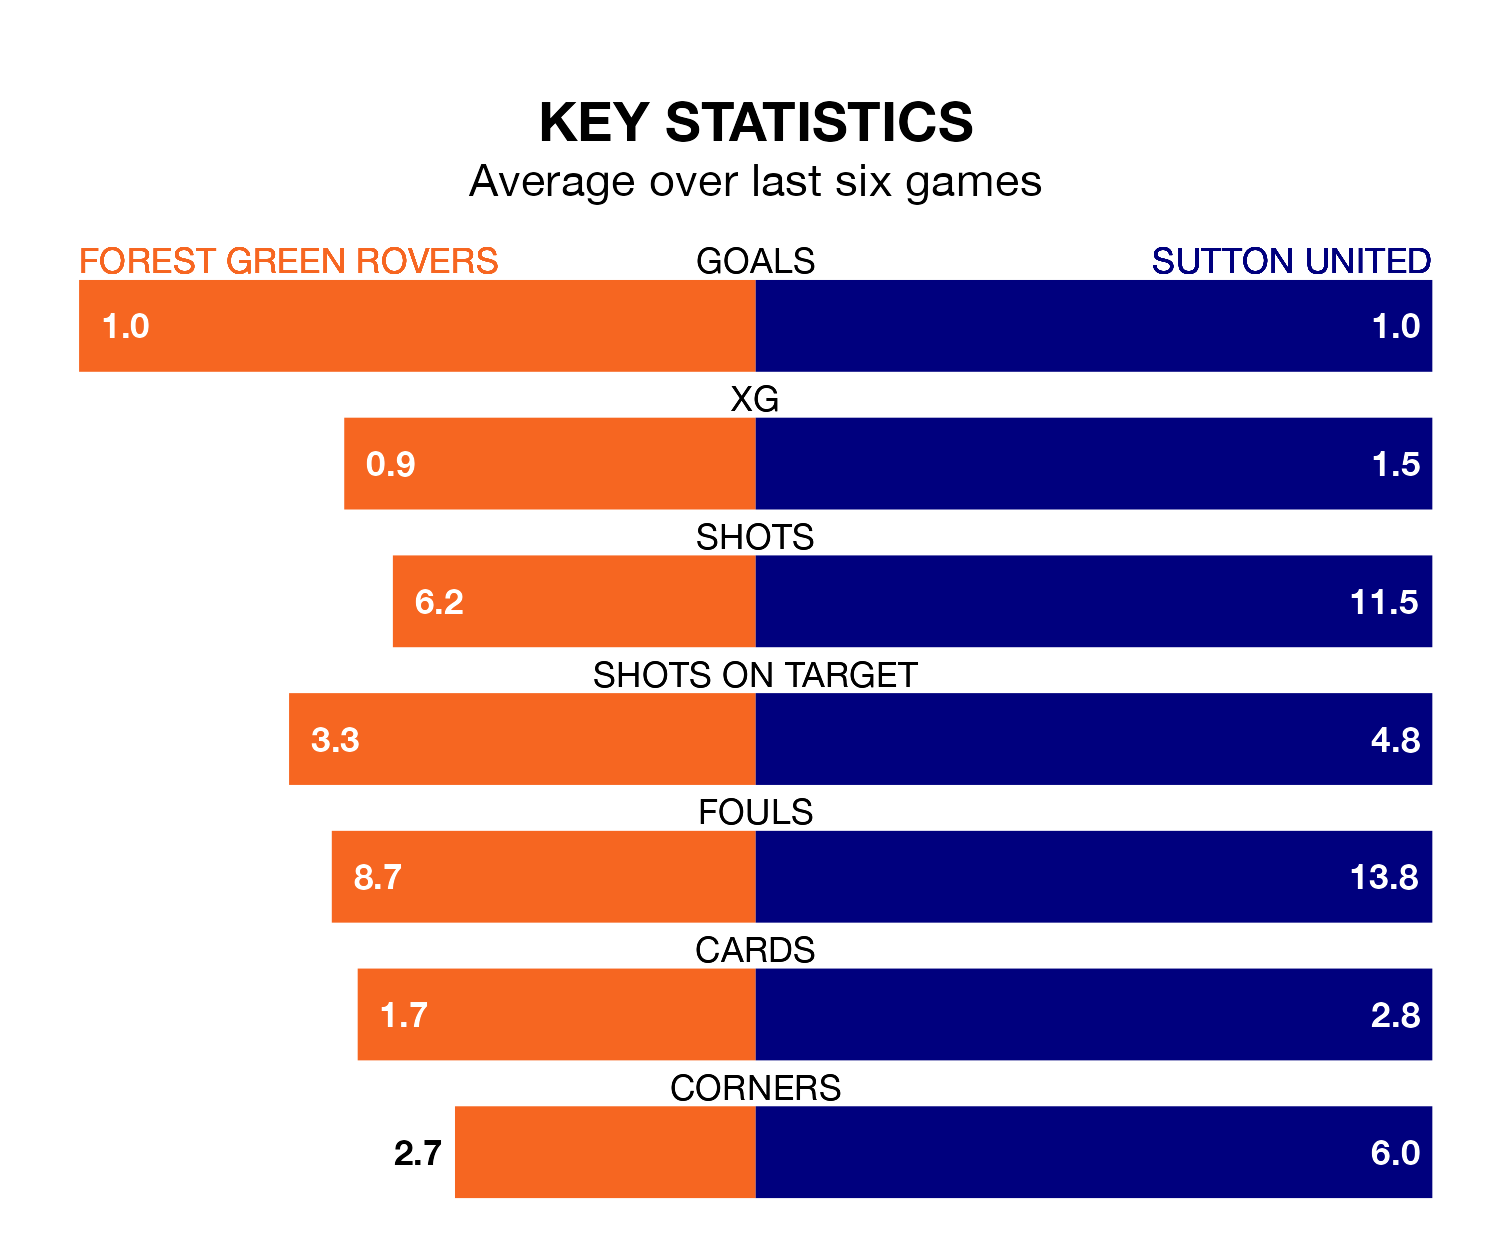 KEY STATISTICS
Average over last six games
FOREST GREEN ROVERS GOALS SUTTON UNITED
1.0 1.0
XG
0.9 1.5
SHOTS
6.2 11.5
SHOTS ON TARGET
3.3 4.8
FOULS
8.7 13.8
CARDS
1.7 2.8
CORNERS
2.7 6.0